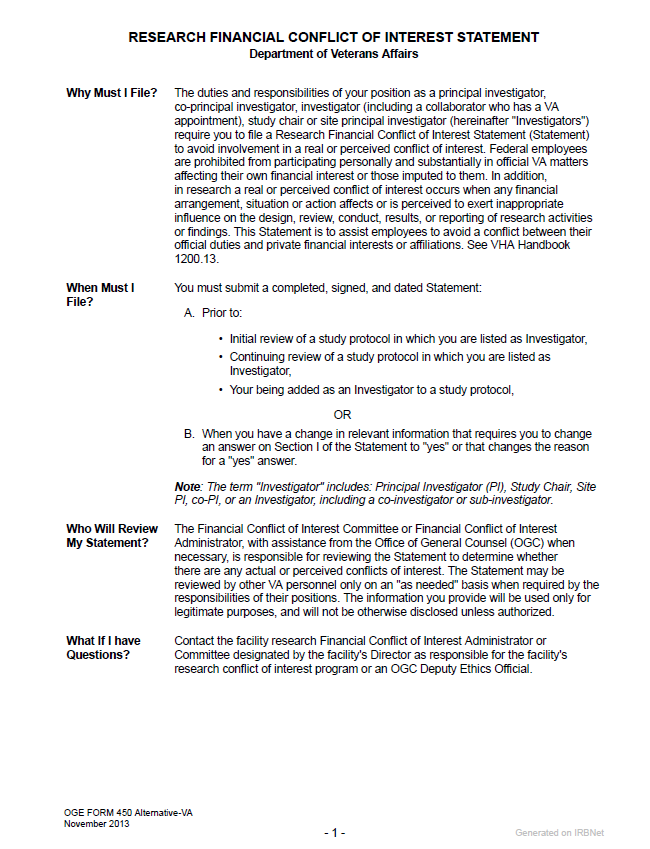 RESEARCH FINANCIAL CONFLICT OF INTEREST STATEMENT
Department of Veterans Affairs
Why Must I File?
The duties and responsibilities of your position as a principal investigator,
co-principal investigator, investigator (including a collaborator who has a VA
appointment), study chair or site principal investigator (hereinafter "Investigators")
require you to file a Research Financial Conflict of Interest Statement (Statement)
to avoid involvement in a real or perceived conflict of interest. Federal employees
are prohibited from participating personally and substantially in official VA matters
affecting their own financial interest or those imputed to them. In addition,
in research a real or perceived conflict of interest occurs when any financial
arrangement, situation or action affects or is perceived to exert inappropriate
influence on the design, review, conduct, results, or reporting of research activities
or findings. This Statement is to assist employees to avoid a conflict between their
official duties and private financial interests or affiliations. See VHA Handbook
1200.13.
When Must I
File?
You must submit a completed, signed, and dated Statement:
A. Prior to:
• Initial review of a study protocol in which you are listed as Investigator,
• Continuing review of a study protocol in which you are listed as
Investigator,
• Your being added as an Investigator to a study protocol,
OR
B. When you have a change in relevant information that requires you to change
an answer on Section I of the Statement to "yes" or that changes the reason
for a "yes" answer.
Note: The term "Investigator" includes: Principal Investigator (PI), Study Chair, Site
PI, co-PI, or an Investigator, including a co-investigator or sub-investigator.
Who Will Review
My Statement?
The Financial Conflict of Interest Committee or Financial Conflict of Interest
Administrator, with assistance from the Office of General Counsel (OGC) when
necessary, is responsible for reviewing the Statement to determine whether
there are any actual or perceived conflicts of interest. The Statement may be
reviewed by other VA personnel only on an "as needed" basis when required by the
responsibilities of their positions. The information you provide will be used only for
legitimate purposes, and will not be otherwise disclosed unless authorized.
What If I have
Questions?
Contact the facility research Financial Conflict of Interest Administrator or
Committee designated by the facility's Director as responsible for the facility's
research conflict of interest program or an OGC Deputy Ethics Official.
OGE FORM 450 Alternative-VA
November 2013
- 1 -
Generated on IRBNet